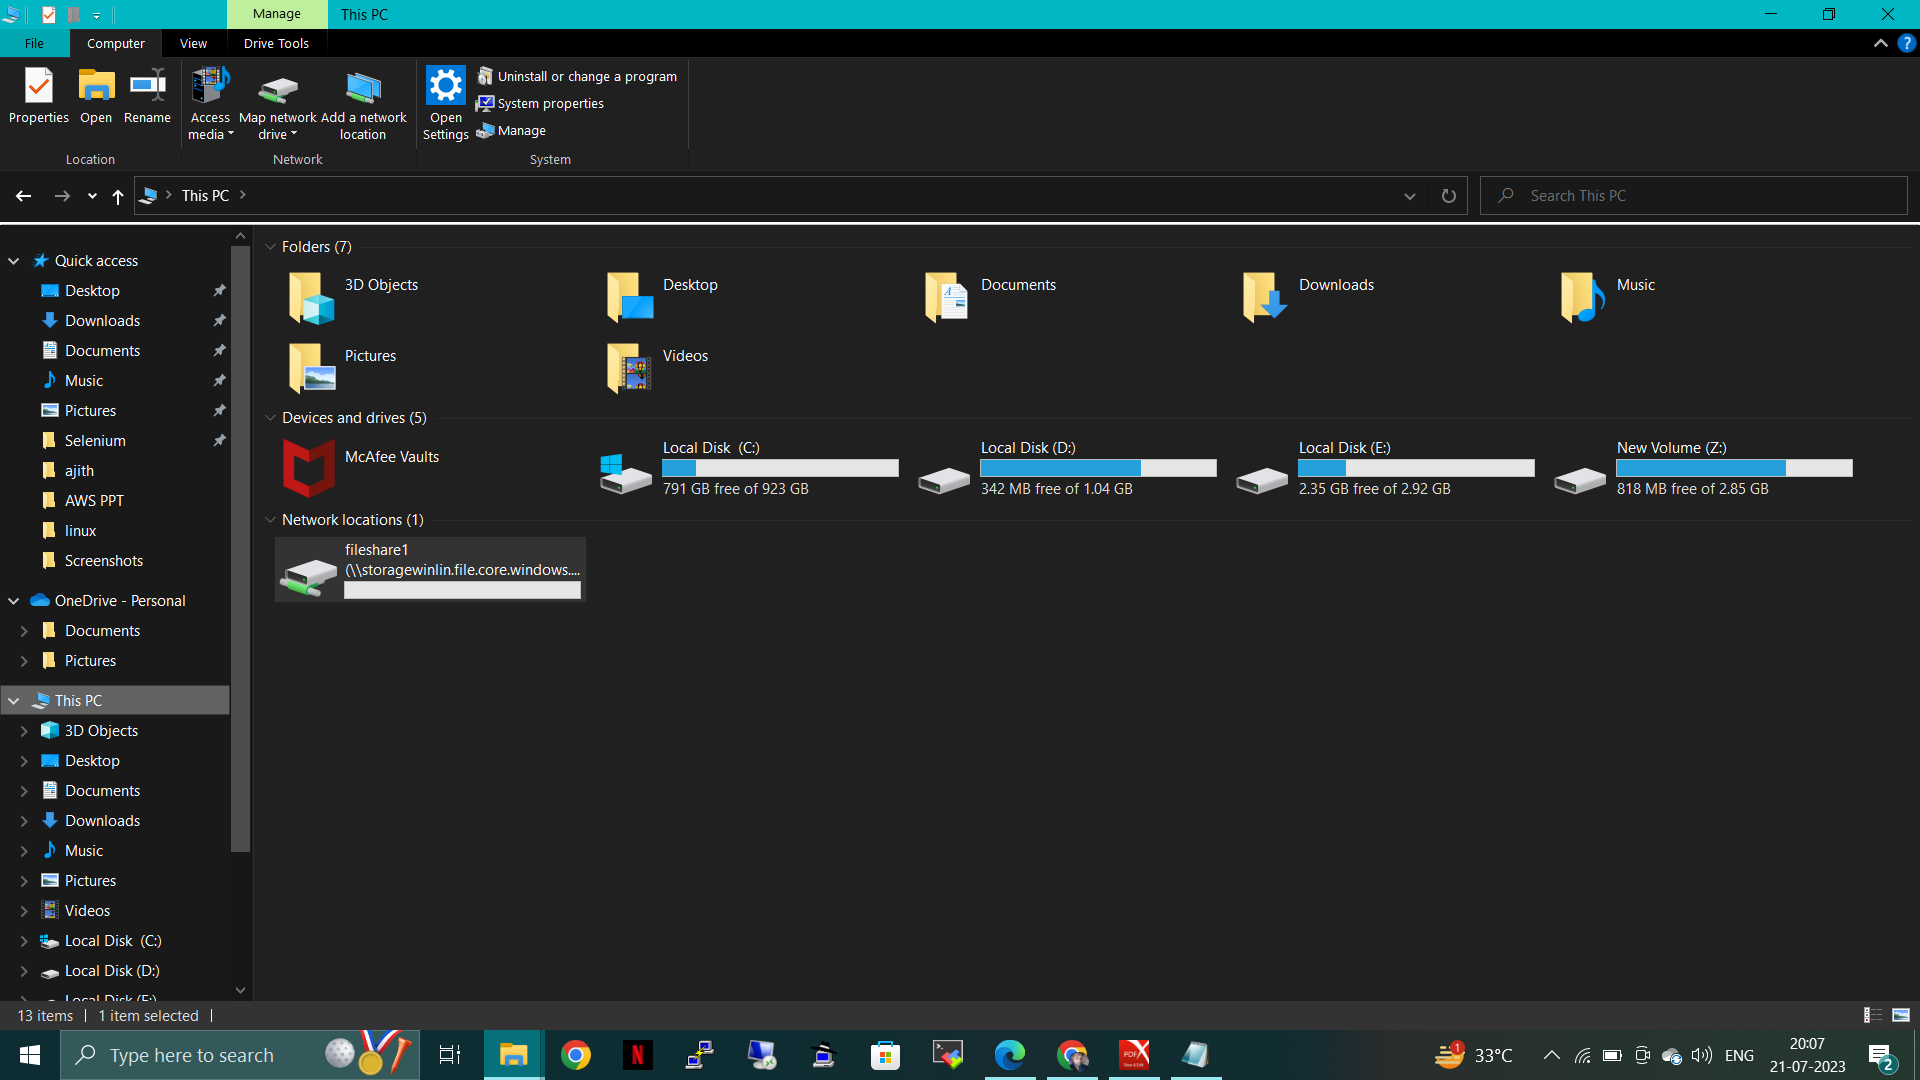 Manage
This PC
File
Computer
View
Drive Tools
Properties
Open
Rename
Access media
Map network drive
Add a network location
Open Settings
Uninstall or change a program
System properties
Manage
Location
Network
System
This PC
Search This PC
Quick access
Desktop
Downloads
Documents
Music
Pictures
Selenium
ajith
AWS PPT
linux
Screenshots
OneDrive - Personal
Documents
Pictures
This PC
3D Objects
Desktop
Documents
Downloads
Music
Pictures
Videos
Local Disk (C:)
Local Disk (D:)
Local Disk (E:)
Folders (7)
3D Objects
Desktop
Documents
Downloads
Music
Pictures
Videos
Devices and drives (5)
McAfee Vaults
Local Disk (C:)
791 GB free of 923 GB
Local Disk (D:)
342 MB free of 1.04 GB
Local Disk (E:)
2.35 GB free of 2.92 GB
New Volume (Z:)
818 MB free of 2.85 GB
Network locations (1)
fileshare1
(\\storagewinlin.file.core.windows....
13 items
1 item selected
Type here to search
N
PDF
1
33°C
ENG
20:07
21-07-2023
2